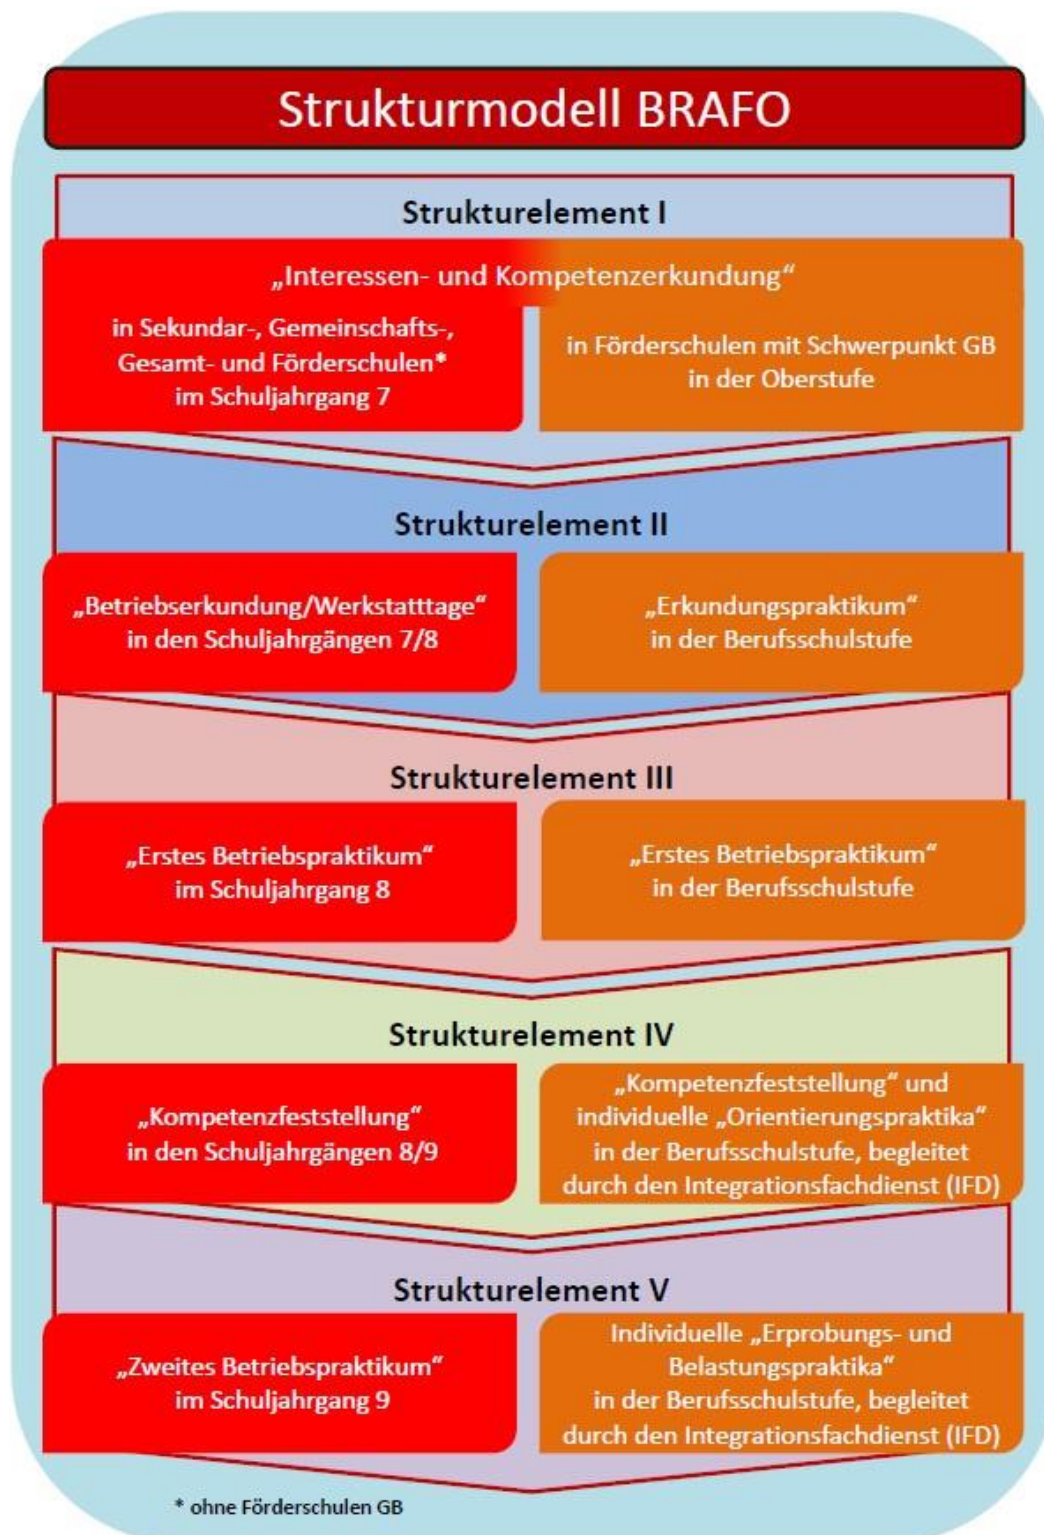 Strukturmodell BRAFO
Strukturelement I
„Interessen- und Kompetenzerkundung“
in Sekundar-, Gemeinschafts-,
Gesamt- und Förderschulen*
im Schuljahrgang 7
in Förderschulen mit Schwerpunkt GB
in der Oberstufe
Strukturelement II
„Betriebserkundung/Werkstatttage“
in den Schuljahrgängen 7/8
„Erkundungspraktikum“
in der Berufsschulstufe
Strukturelement III
„Erstes Betriebspraktikum“
im Schuljahrgang 8
„Erstes Betriebspraktikum“
in der Berufsschulstufe
Strukturelement IV
„Kompetenzfeststellung“
in den Schuljahrgängen 8/9
„Kompetenzfeststellung“ und
individuelle „Orientierungspraktika“
in der Berufsschulstufe, begleitet
durch den Integrationsfachdienst (IFD)
Strukturelement V
„Zweites Betriebspraktikum“
im Schuljahrgang 9
Individuelle „Erprobungs- und
Belastungspraktika“
in der Berufsschulstufe, begleitet
durch den Integrationsfachdienst (IFD)
* ohne Förderschulen GB